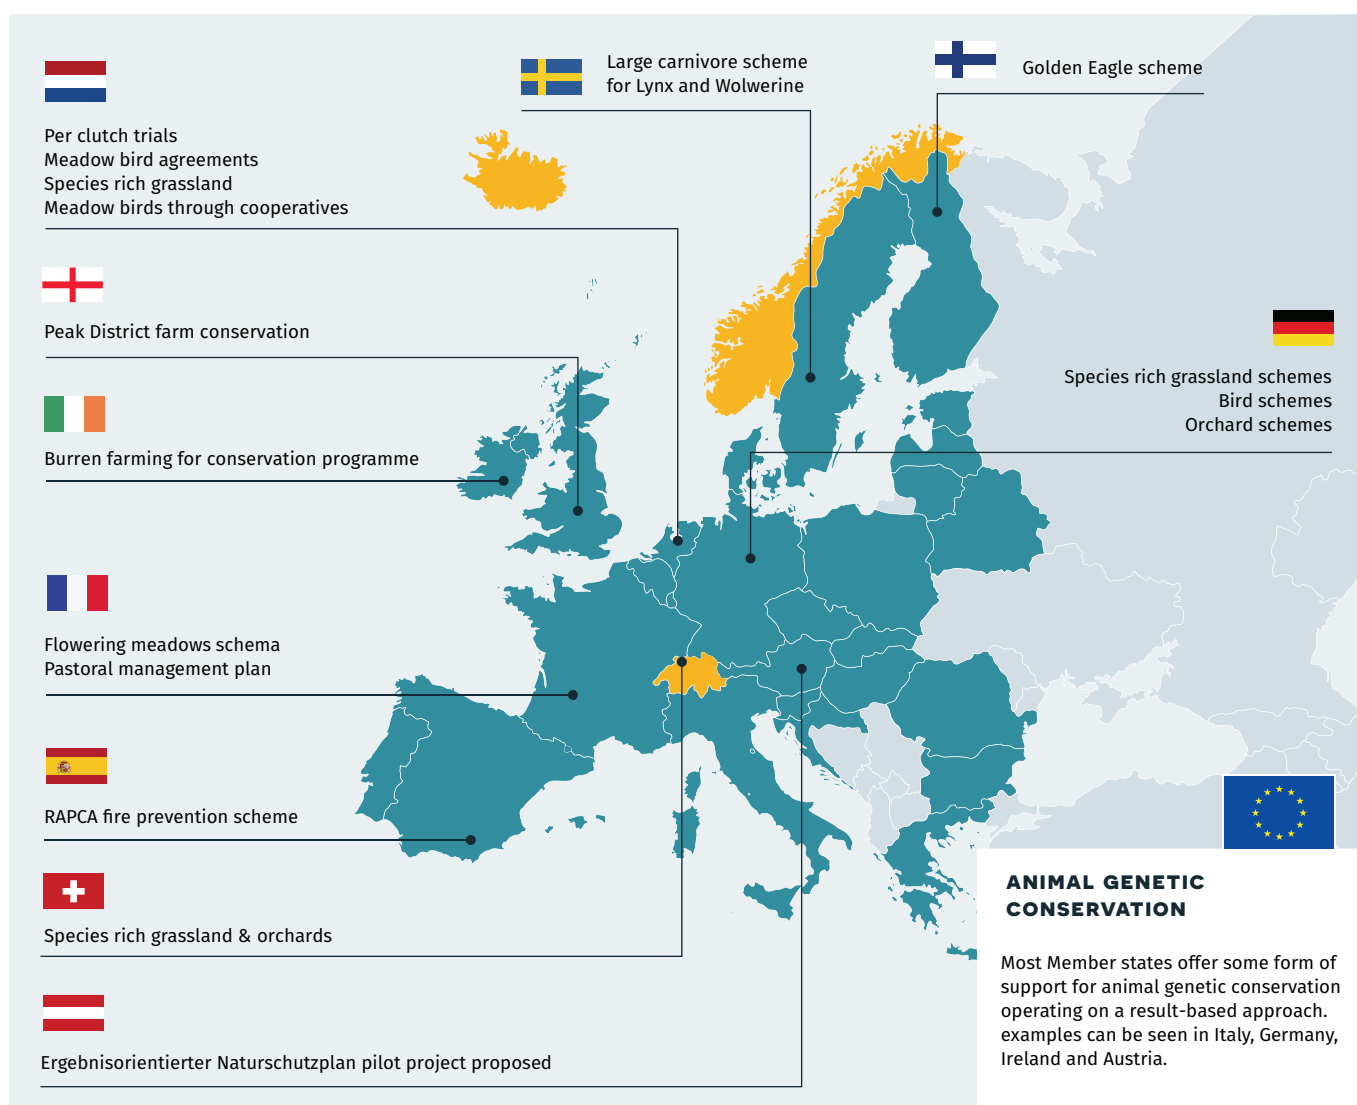 Large carnivore scheme
for Lynx and Wolwerine
Golden Eagle scheme
Per clutch trials
Meadow bird agreements
Species rich grassland
Meadow birds through cooperatives
Peak District farm conservation
Species rich grassland schemes
Bird schemes
Orchard schemes
Burren farming for conservation programme
Flowering meadows schema
Pastoral management plan
RAPCA fire prevention scheme
Species rich grassland & orchards
Ergebnisorientierter Naturschutzplan pilot project proposed
ANIMAL GENETIC
CONSERVATION
Most Member states offer some form of
support for animal genetic conservation
operating on a result-based approach.
examples can be seen in Italy, Germany,
Ireland and Austria.